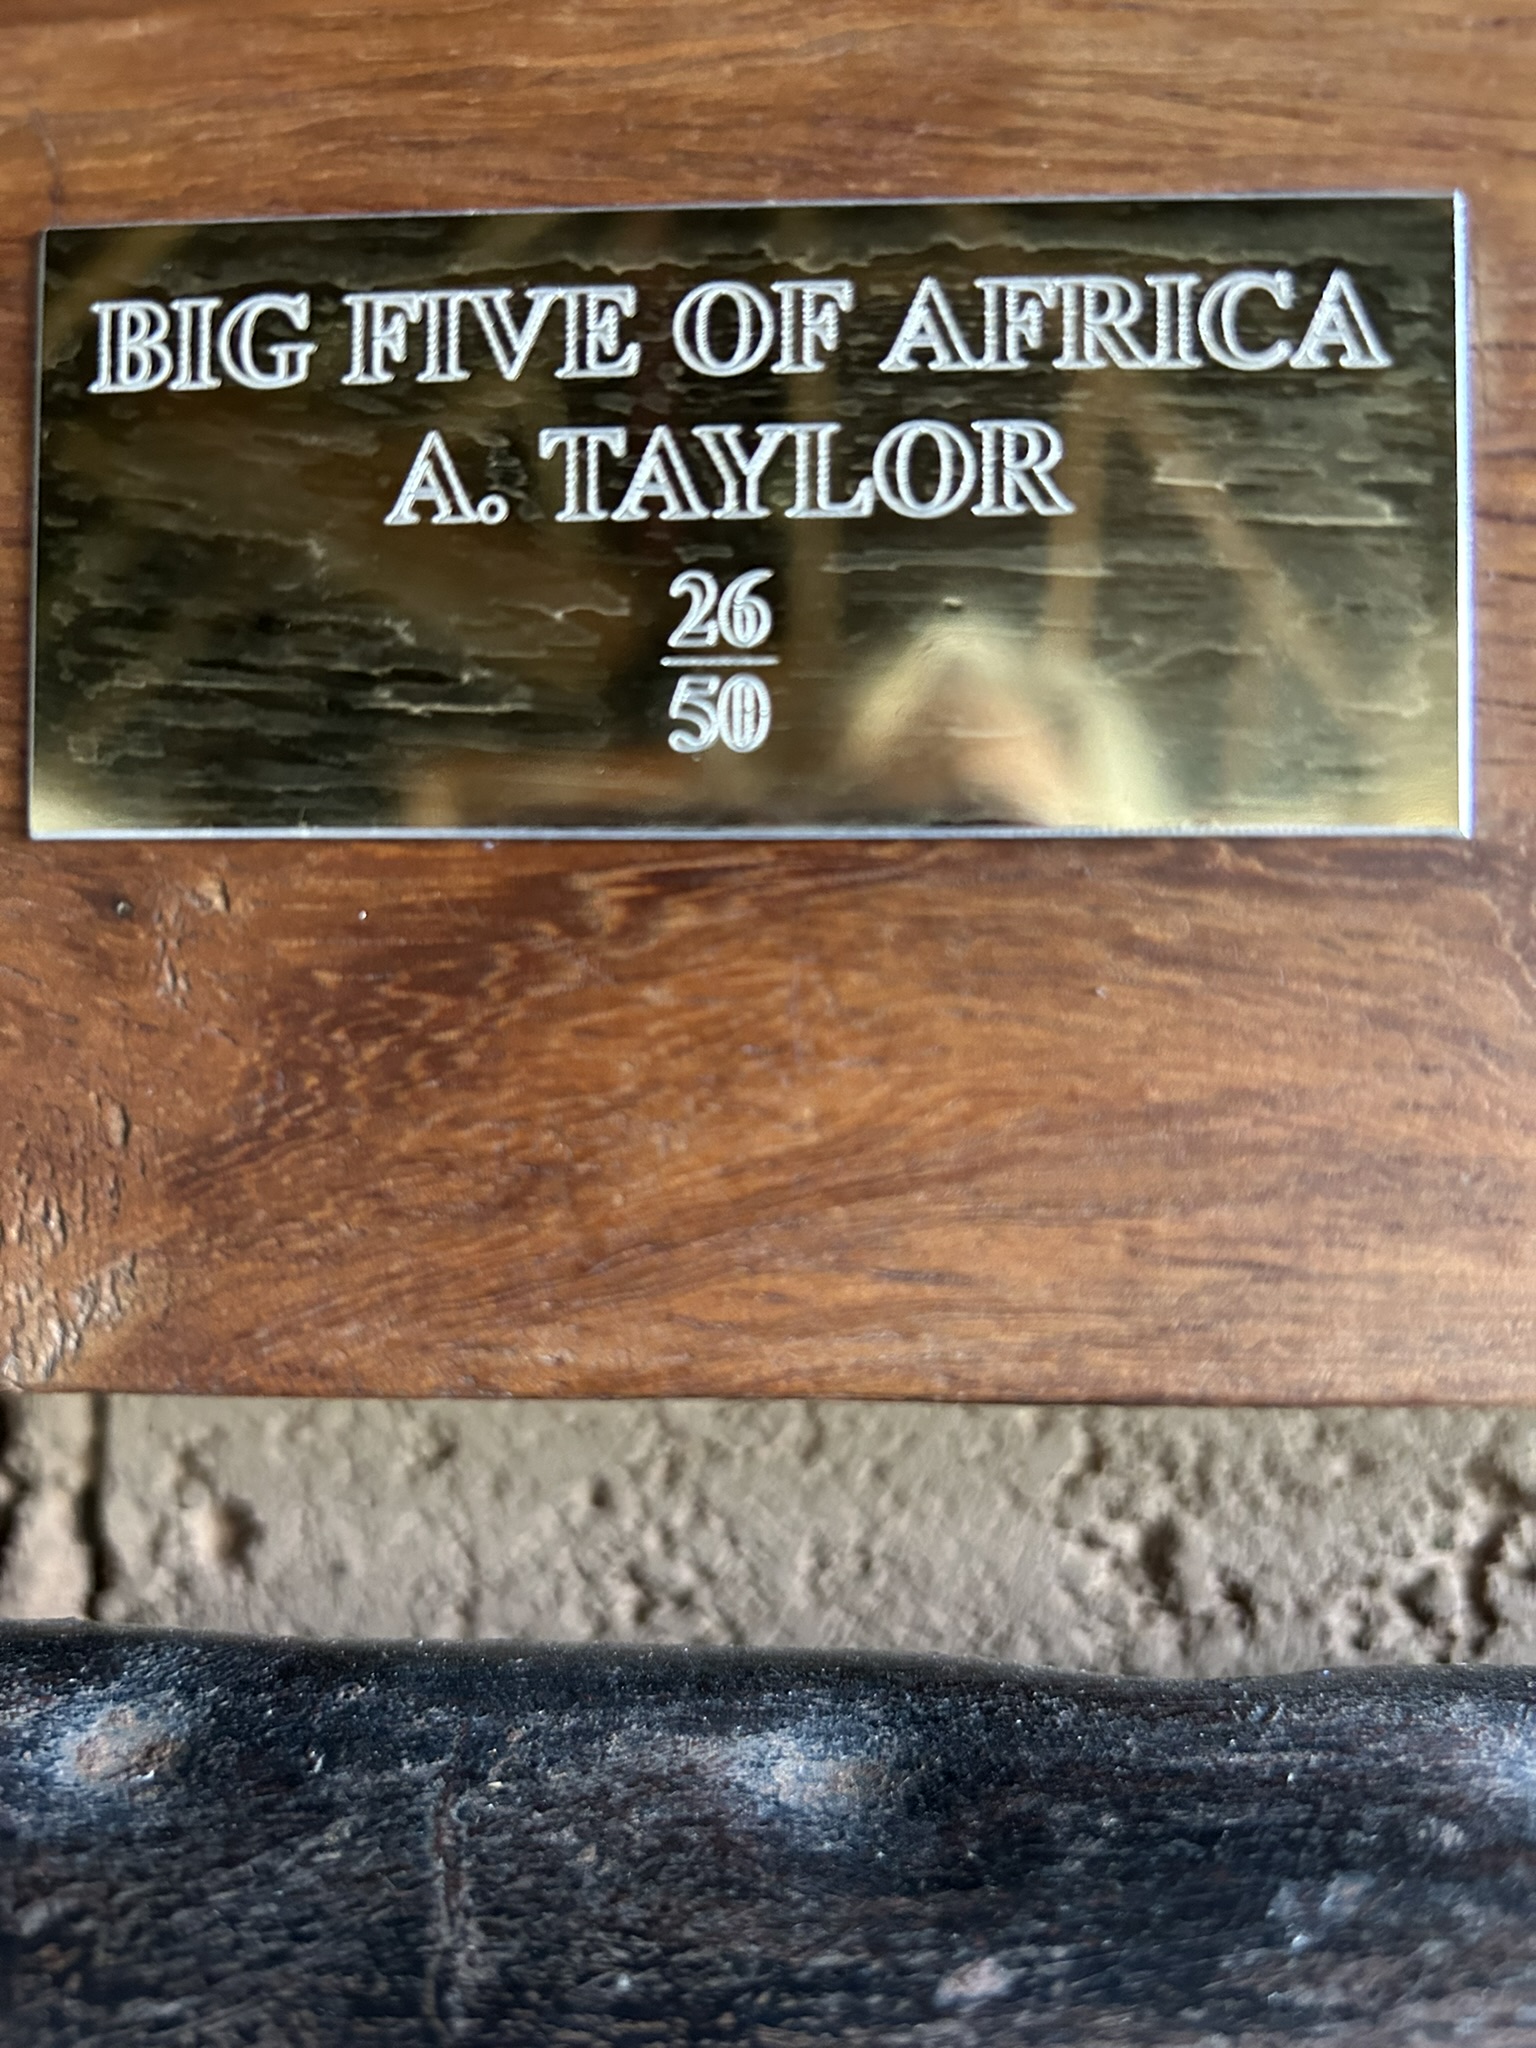 BIG FIVE OF AFRICA
A. TAYLOR
26
50